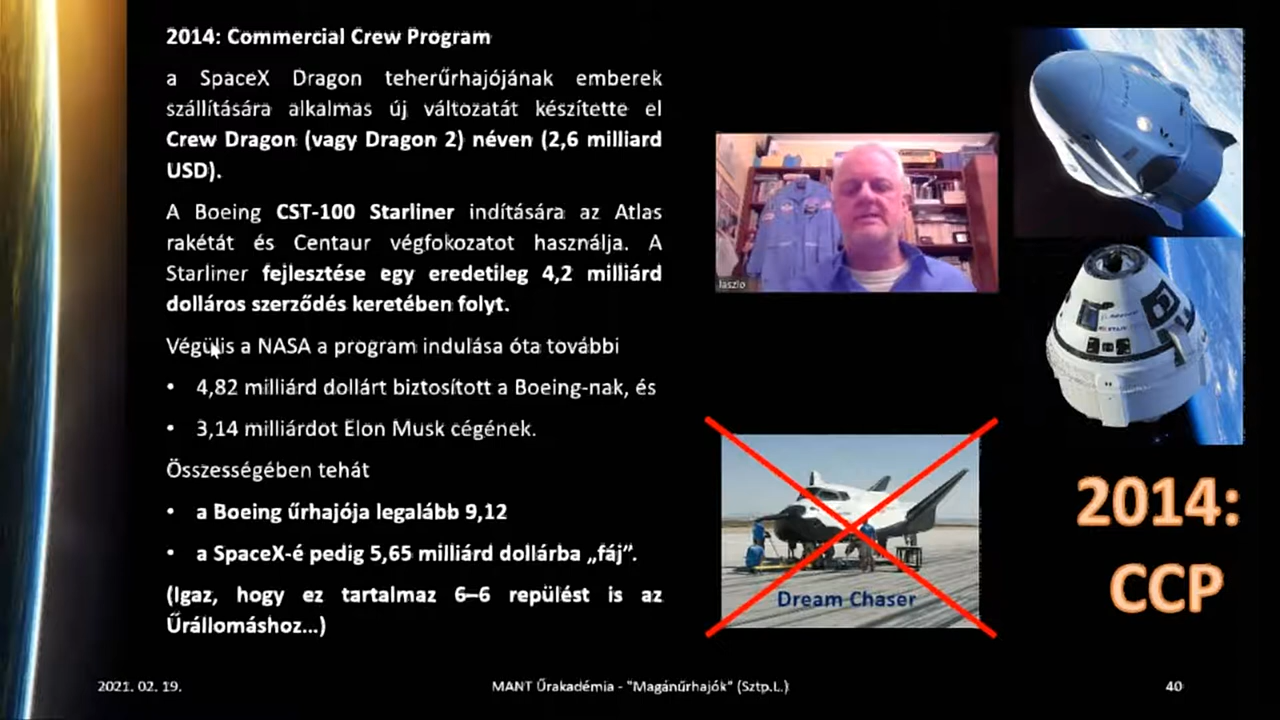 2014: Commercial Crew Program
a SpaceX Dragon teherűrhajójának emberek
szállítására alkalmas új változatát készítette el
Crew Dragon (vagy Dragon 2) néven (2,6 milliard
USD).
A Boeing CST-100 Starliner indítására az Atlas
rakétát és Centaur végfokozatot használja. A
Starliner fejlesztése egy eredetileg 4,2 milliárd
dolláros szerződés keretében folyt.
Végülis a NASA a program indulása óta további
• 4,82 milliárd dollárt biztosított a Boeing-nak, és
• 3,14 milliárdot Elon Musk cégének.
Összességében tehát
• a Boeing űrhajója legalább 9,12
• a SpaceX-é pedig 5,65 milliárd dollárba „fáj”.
(Igaz, hogy ez tartalmaz 6–6 repülést is az
Űrállomáshoz...)
laszlo
Dream Chaser
2014:
CCP
2021. 02. 19.
MANT Űrakadémia - "Magánűrhajók" (Sztp.L.)
40